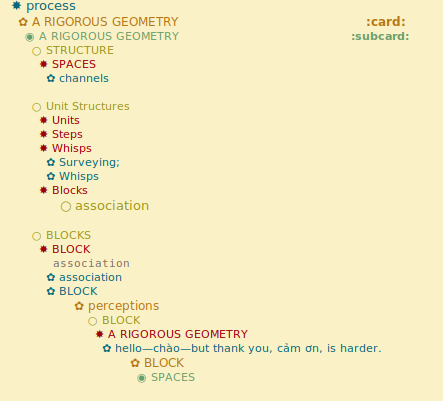 ✸ process
✿ A RIGOROUS GEOMETRY :card:
◉ A RIGOROUS GEOMETRY :subcard:
○ STRUCTURE
✸ SPACES
✿ channels
○ Unit Structures
✸ Units
✸ Steps
✸ Whisps
✿ Surveying;
✿ Whisps
✸ Blocks
○ association
○ BLOCKS
✸ BLOCK
association
✿ association
✿ BLOCK
✿ perceptions
○ BLOCK
✸ A RIGOROUS GEOMETRY
✿ hello—chào—but thank you, cảm ơn, is harder.
✿ BLOCK
◉ SPACES